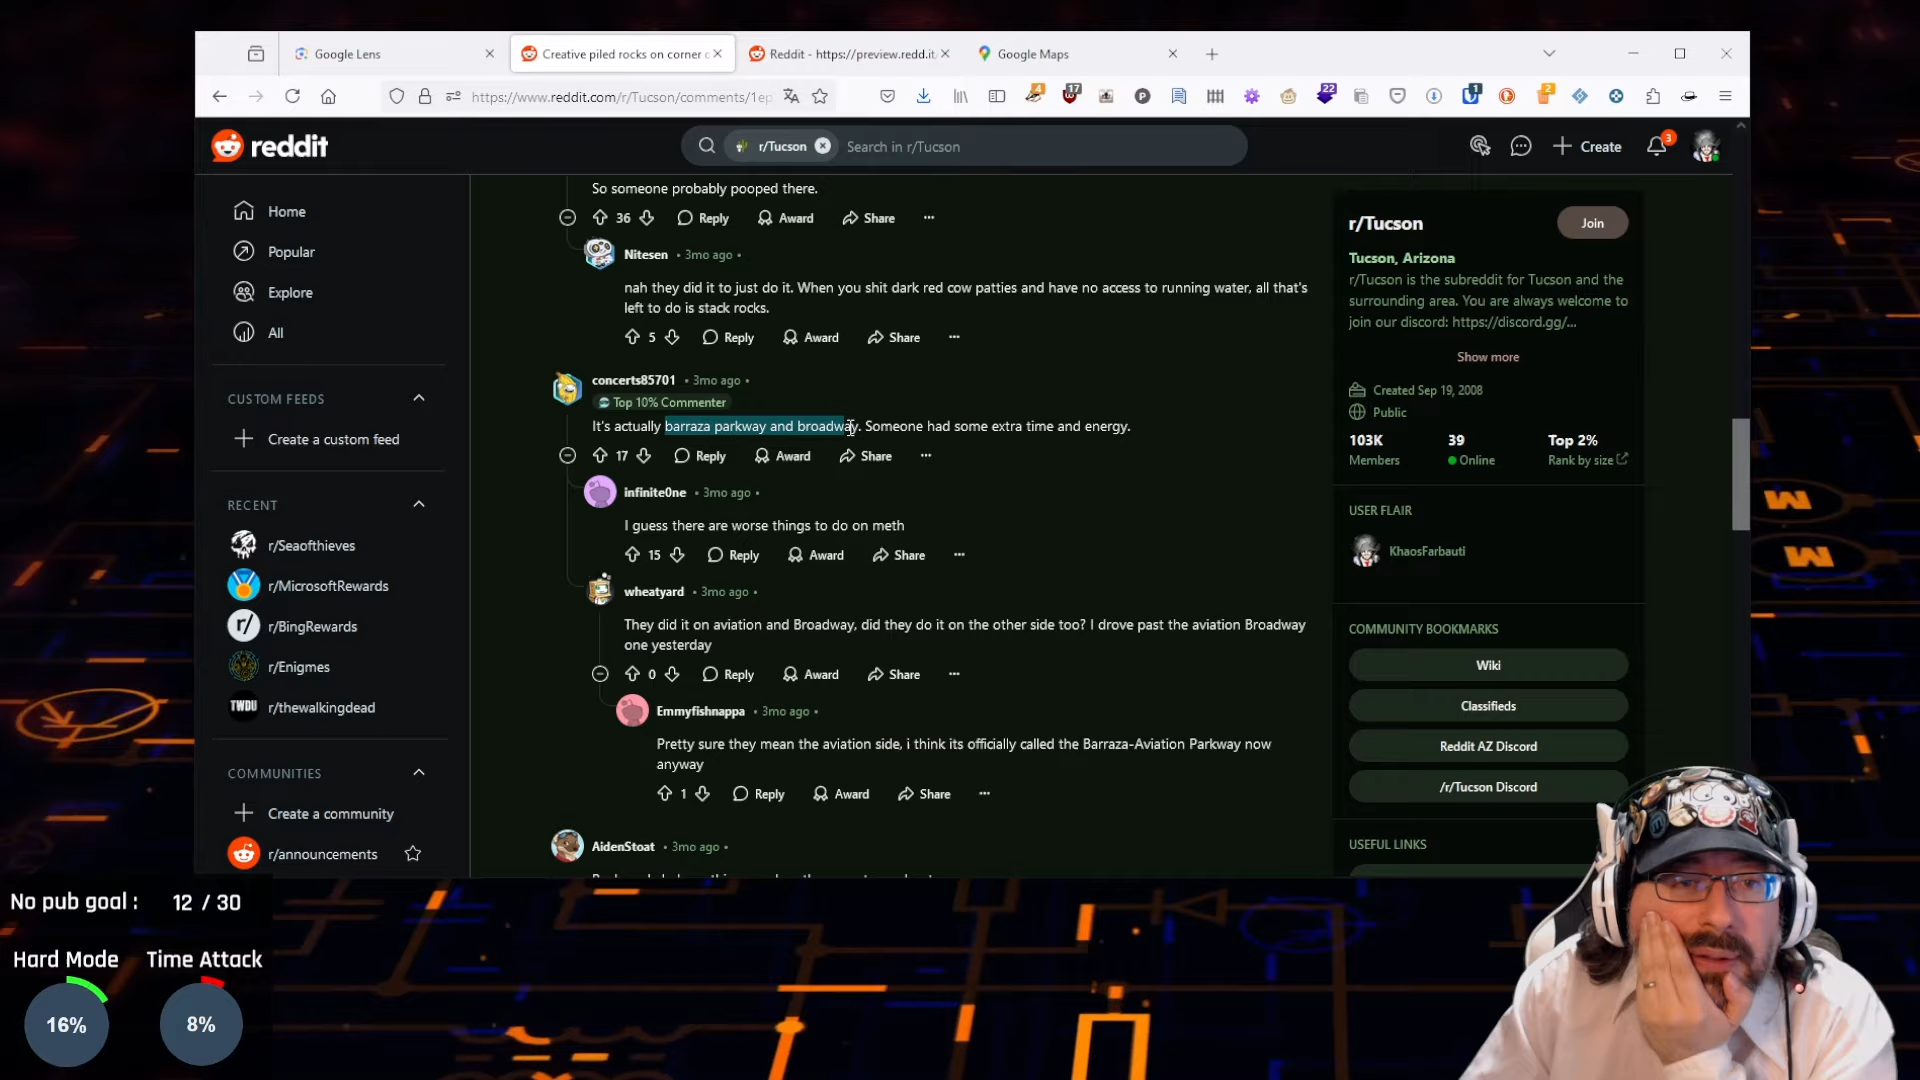 Google Lens
Creative piled rocks on corner
Reddit - https://preview.redd.it
Google Maps
https://www.reddit.com/r/Tucson/comments/1ep
4
17
22
1
2
reddit
r/Tucson
Search in r/Tucson
Create
3
Home
Popular
Explore
All
CUSTOM FEEDS
Create a custom feed
RECENT
r/Seaofthieves
r/MicrosoftRewards
r/BingRewards
r/Enigmes
TWDU
r/thewalkingdead
COMMUNITIES
Create a community
r/announcements
So someone probably pooped there.
36 Reply Award Share
Nitesen • 3mo ago •
nah they did it to just do it. When you shit dark red cow patties and have no access to running water, all that's
left to do is stack rocks.
5 Reply Award Share
concerts85701 • 3mo ago •
Top 10% Commenter
It's actually barraza parkway and broadway. Someone had some extra time and energy.
17 Reply Award Share
infinite0ne • 3mo ago •
I guess there are worse things to do on meth
15 Reply Award Share
wheatyard • 3mo ago •
They did it on aviation and Broadway, did they do it on the other side too? I drove past the aviation Broadway
one yesterday
0 Reply Award Share
Emmyfishnappa • 3mo ago •
Pretty sure they mean the aviation side, i think its officially called the Barraza-Aviation Parkway now
anyway
1 Reply Award Share
AidenStoat • 3mo ago •
r/Tucson
Join
Tucson, Arizona
r/Tucson is the subreddit for Tucson and the
surrounding area. You are always welcome to
join our discord: https://discord.gg/...
Show more
Created Sep 19, 2008
Public
103K 39 Top 2%
Members Online Rank by size
USER FLAIR
KhaosFarbauti
COMMUNITY BOOKMARKS
Wiki
Classifieds
Reddit AZ Discord
/r/Tucson Discord
USEFUL LINKS
No pub goal : 12 / 30
Hard Mode Time Attack
16% 8%